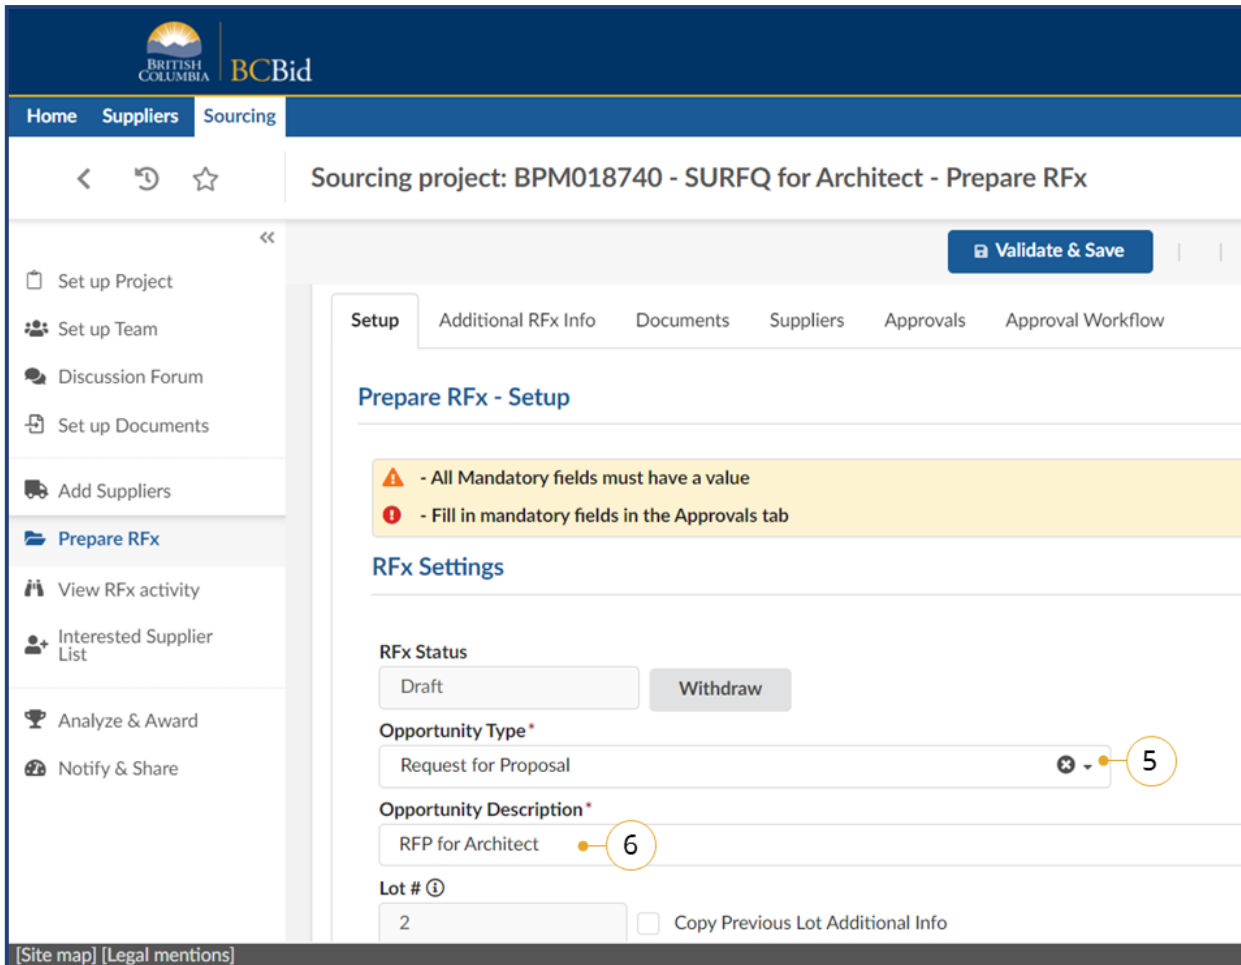 BRITISH
COLUMBIA
BCBid
Home Suppliers Sourcing
Sourcing project: BPM018740 - SURFQ for Architect - Prepare RFx
Validate & Save
Set up Project
Set up Team
Discussion Forum
Set up Documents
Add Suppliers
Prepare RFx
View RFx activity
Interested Supplier
List
Analyze & Award
Notify & Share
Setup Additional RFx Info Documents Suppliers Approvals Approval Workflow
Prepare RFx - Setup
- All Mandatory fields must have a value
- Fill in mandatory fields in the Approvals tab
RFx Settings
RFx Status
Draft Withdraw
Opportunity Type*
Request for Proposal 5
Opportunity Description*
RFP for Architect 6
Lot #
2 Copy Previous Lot Additional Info
[Site map] [Legal mentions]